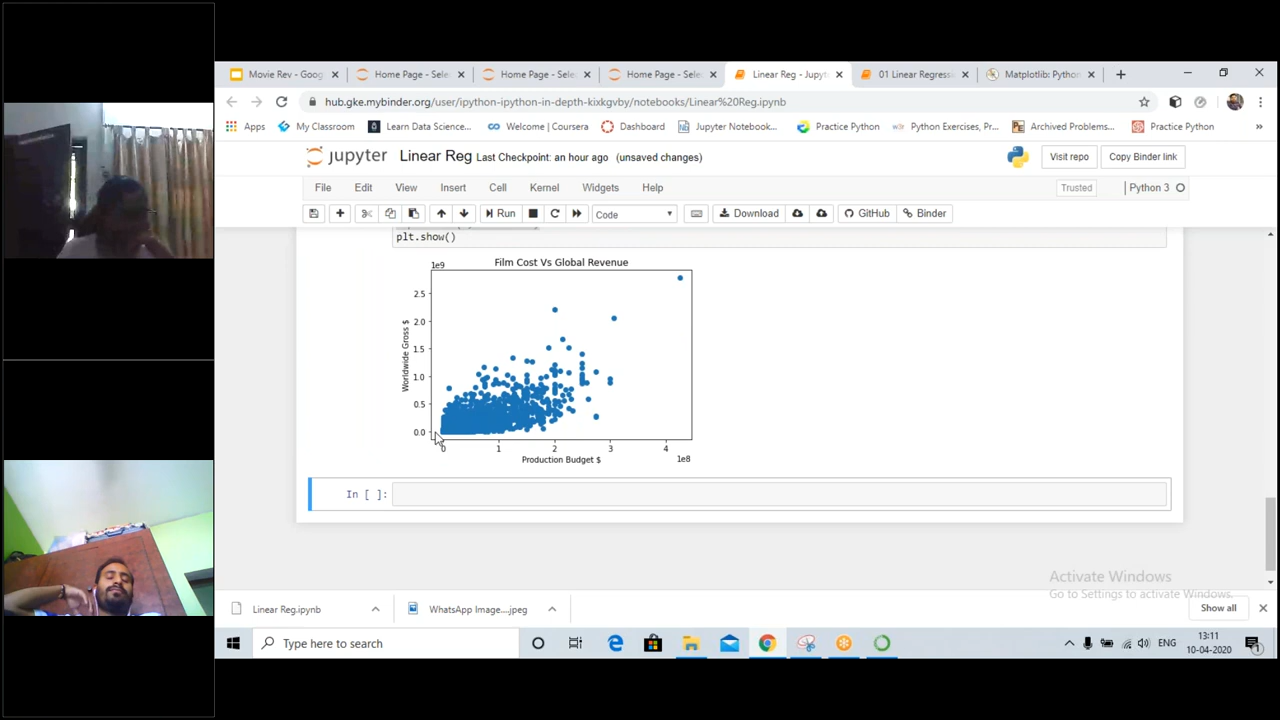 Movie Rev - Goog
Home Page - Sele
Home Page - Sele
Home Page - Sele
Linear Reg - Jupyt
01 Linear Regressi
Matplotlib: Python
hub.gke.mybinder.org/user/ipython-ipython-in-depth-kixkgvby/notebooks/Linear%20Reg.ipynb
Apps
My Classroom
Learn Data Science...
Welcome | Coursera
Dashboard
Jupyter Notebook...
Practice Python
Python Exercises, Pr...
Archived Problems...
Practice Python
jupyter Linear Reg Last Checkpoint: an hour ago (unsaved changes)
Visit repo
Copy Binder link
File Edit View Insert Cell Kernel Widgets Help
Trusted
Python 3
Run
Code
Download
GitHub
Binder
plt.show()
Film Cost Vs Global Revenue
1e9
2.5
2.0
1.5
1.0
0.5
0.0
Worldwide Gross $
0 1 2 3 4
1e8
Production Budget $
In [ ]:
Activate Windows
Go to Settings to activate Windows.
Linear Reg.ipynb
WhatsApp Image....jpeg
Show all
Type here to search
ENG
13:11
10-04-2020